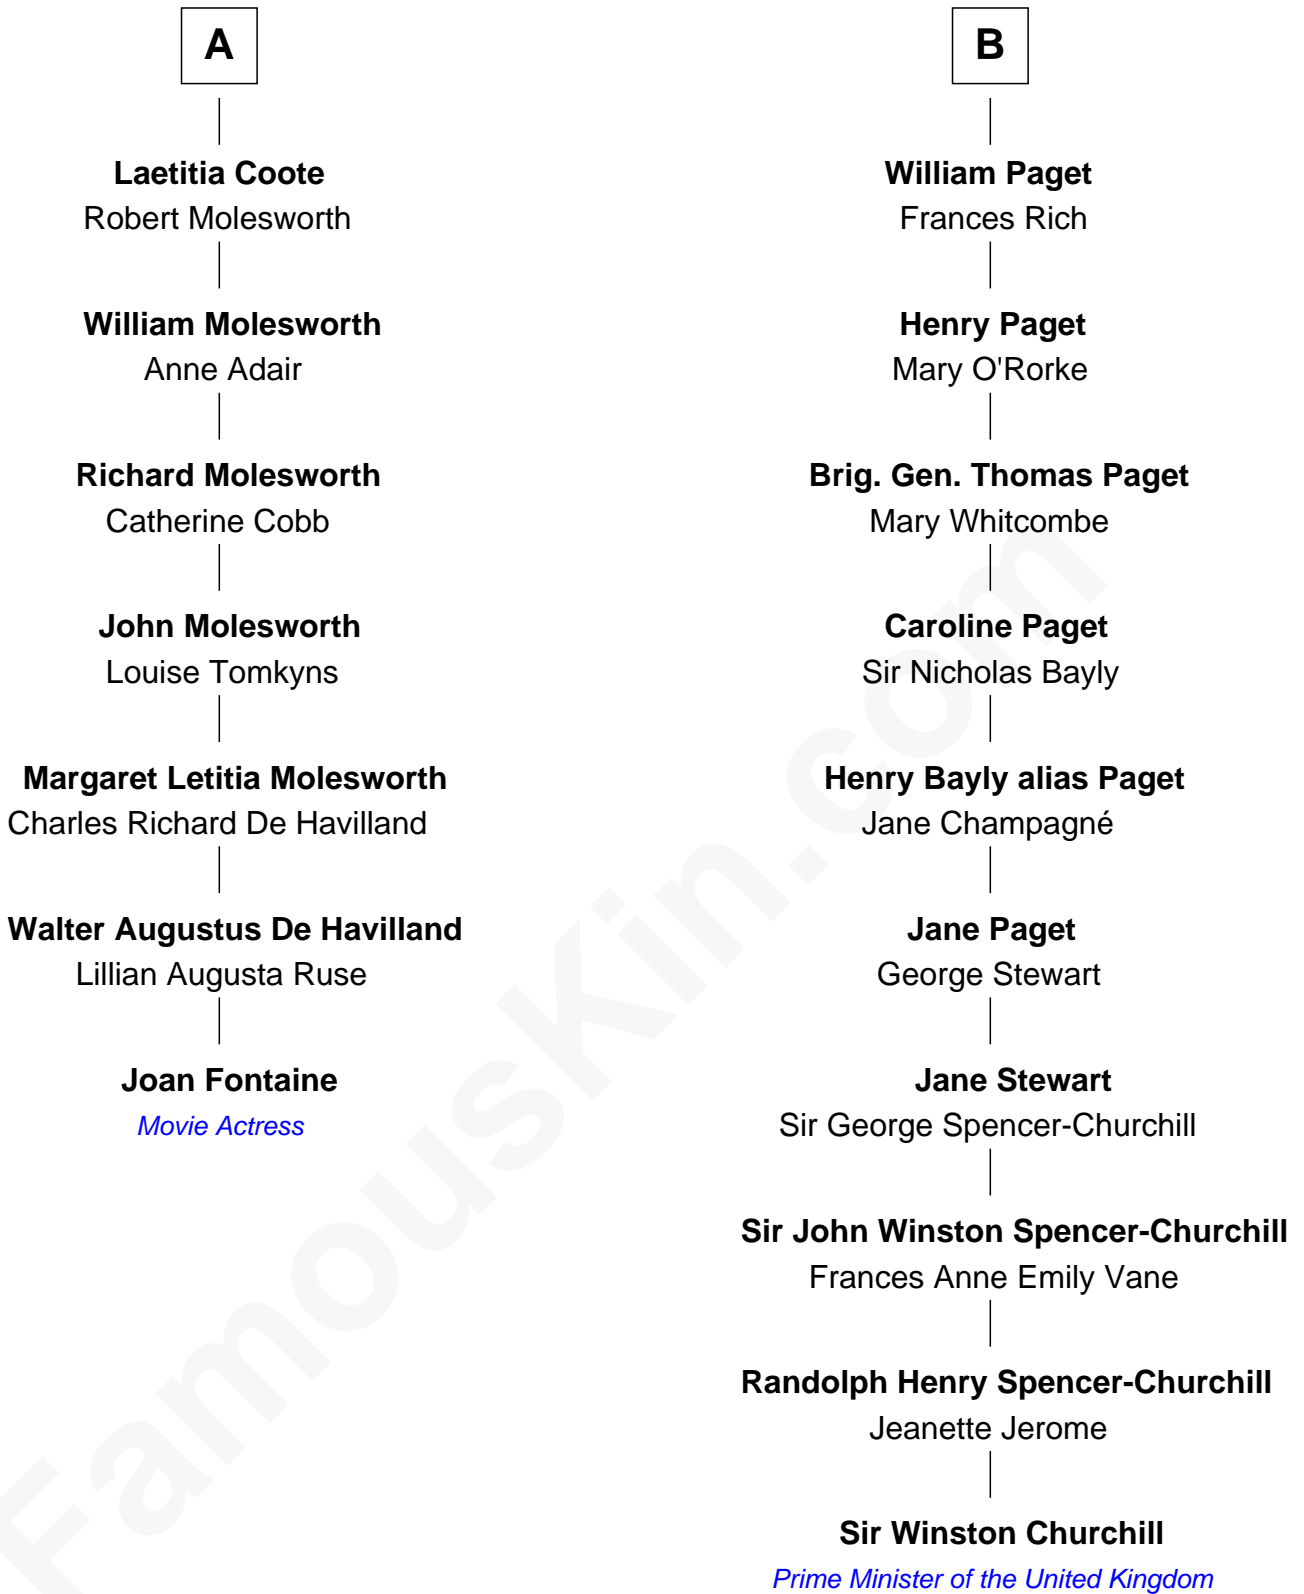 A
Laetitia Coote
Robert Molesworth
William Molesworth
Anne Adair
Richard Molesworth
Catherine Cobb
John Molesworth
Louise Tomkyns
Margaret Letitia Molesworth
Charles Richard De Havilland
Walter Augustus De Havilland
Lillian Augusta Ruse
Joan Fontaine
Movie Actress
B
William Paget
Frances Rich
Henry Paget
Mary O'Rorke
Brig. Gen. Thomas Paget
Mary Whitcombe
Caroline Paget
Sir Nicholas Bayly
Henry Bayly alias Paget
Jane Champagné
Jane Paget
George Stewart
Jane Stewart
Sir George Spencer-Churchill
Sir John Winston Spencer-Churchill
Frances Anne Emily Vane
Randolph Henry Spencer-Churchill
Jeanette Jerome
Sir Winston Churchill
Prime Minister of the United Kingdom
FamousKin.com